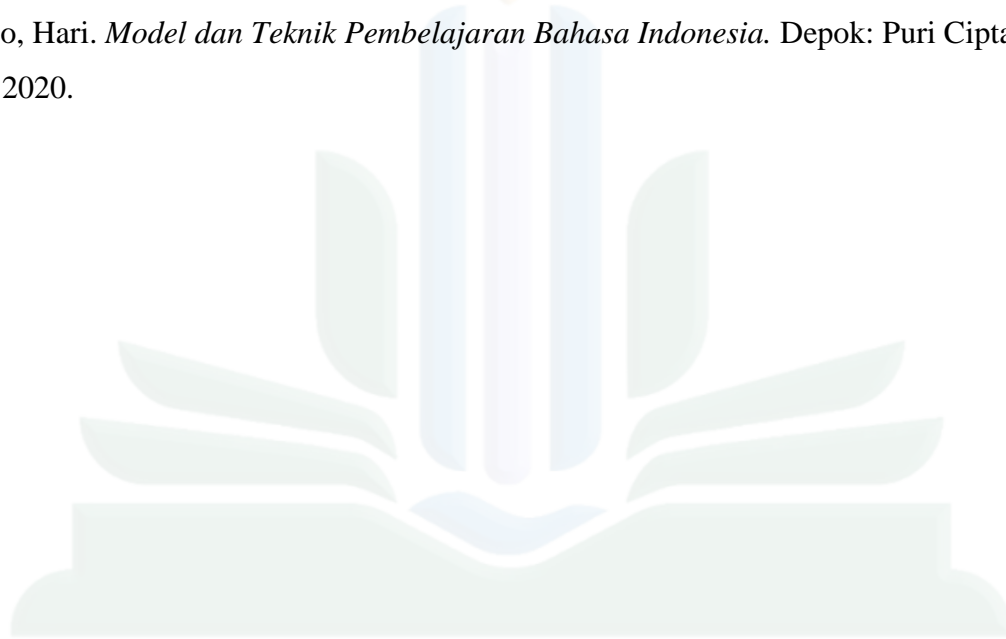 o, Hari. Model dan Teknik Pembelajaran Bahasa Indonesia. Depok: Puri Cipta
2020.